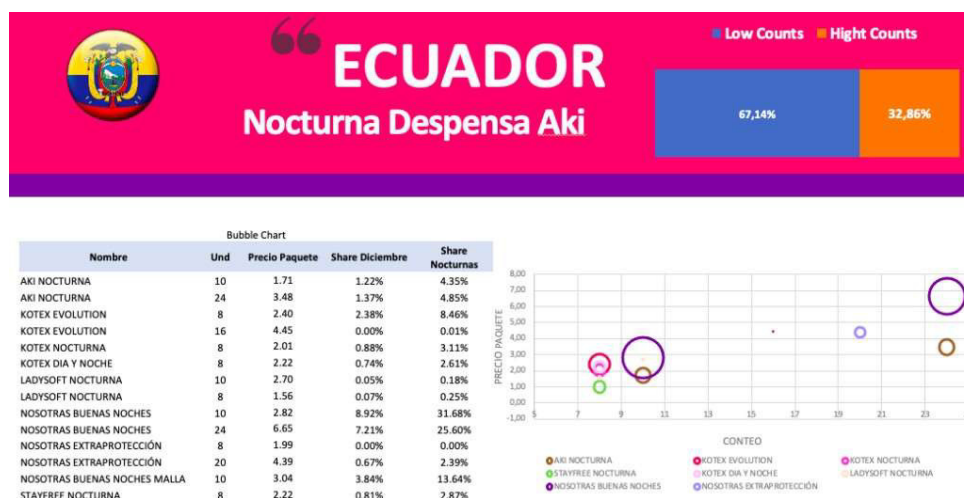 Low Counts Hight Counts
ECUADOR
Nocturna Despensa Aki
67,14% 32,86%
Bubble Chart
Nombre Und Precio Paquete Share Diciembre Share Nocturnas
AKI NOCTURNA 10 1.71 1.22% 4.35%
AKI NOCTURNA 24 3.48 1.37% 4.85%
KOTEX EVOLUTION 8 2.40 2.38% 8.46%
KOTEX EVOLUTION 16 4.45 0.00% 0.01%
KOTEX NOCTURNA 8 2.01 0.88% 3.11%
KOTEX DIA Y NOCHE 8 2.22 0.74% 2.61%
LADYSOFT NOCTURNA 10 2.70 0.05% 0.18%
LADYSOFT NOCTURNA 8 1.56 0.07% 0.25%
NOSOTRAS BUENAS NOCHES 10 2.82 8.92% 31.68%
NOSOTRAS BUENAS NOCHES 24 6.65 7.21% 25.60%
NOSOTRAS EXTRAPROTECCIÓN 8 1.99 0.00% 0.00%
NOSOTRAS EXTRAPROTECCIÓN 20 4.39 0.67% 2.39%
NOSOTRAS BUENAS NOCHES MALLA 10 3.04 3.84% 13.64%
STAYFREE NOCTURNA 8 2.22 0.81% 2.87%
PRECIO PAQUETE
8,00
7,00
6,00
5,00
4,00
3,00
2,00
1,00
0,00
-1,00
5 7 9 11 13 15 17 19 21 23
CONTEO
AKI NOCTURNA KOTEX EVOLUTION KOTEX NOCTURNA
STAYFREE NOCTURNA KOTEX DIA Y NOCHE LADYSOFT NOCTURNA
NOSOTRAS BUENAS NOCHES NOSOTRAS EXTRAPROTECCIÓN